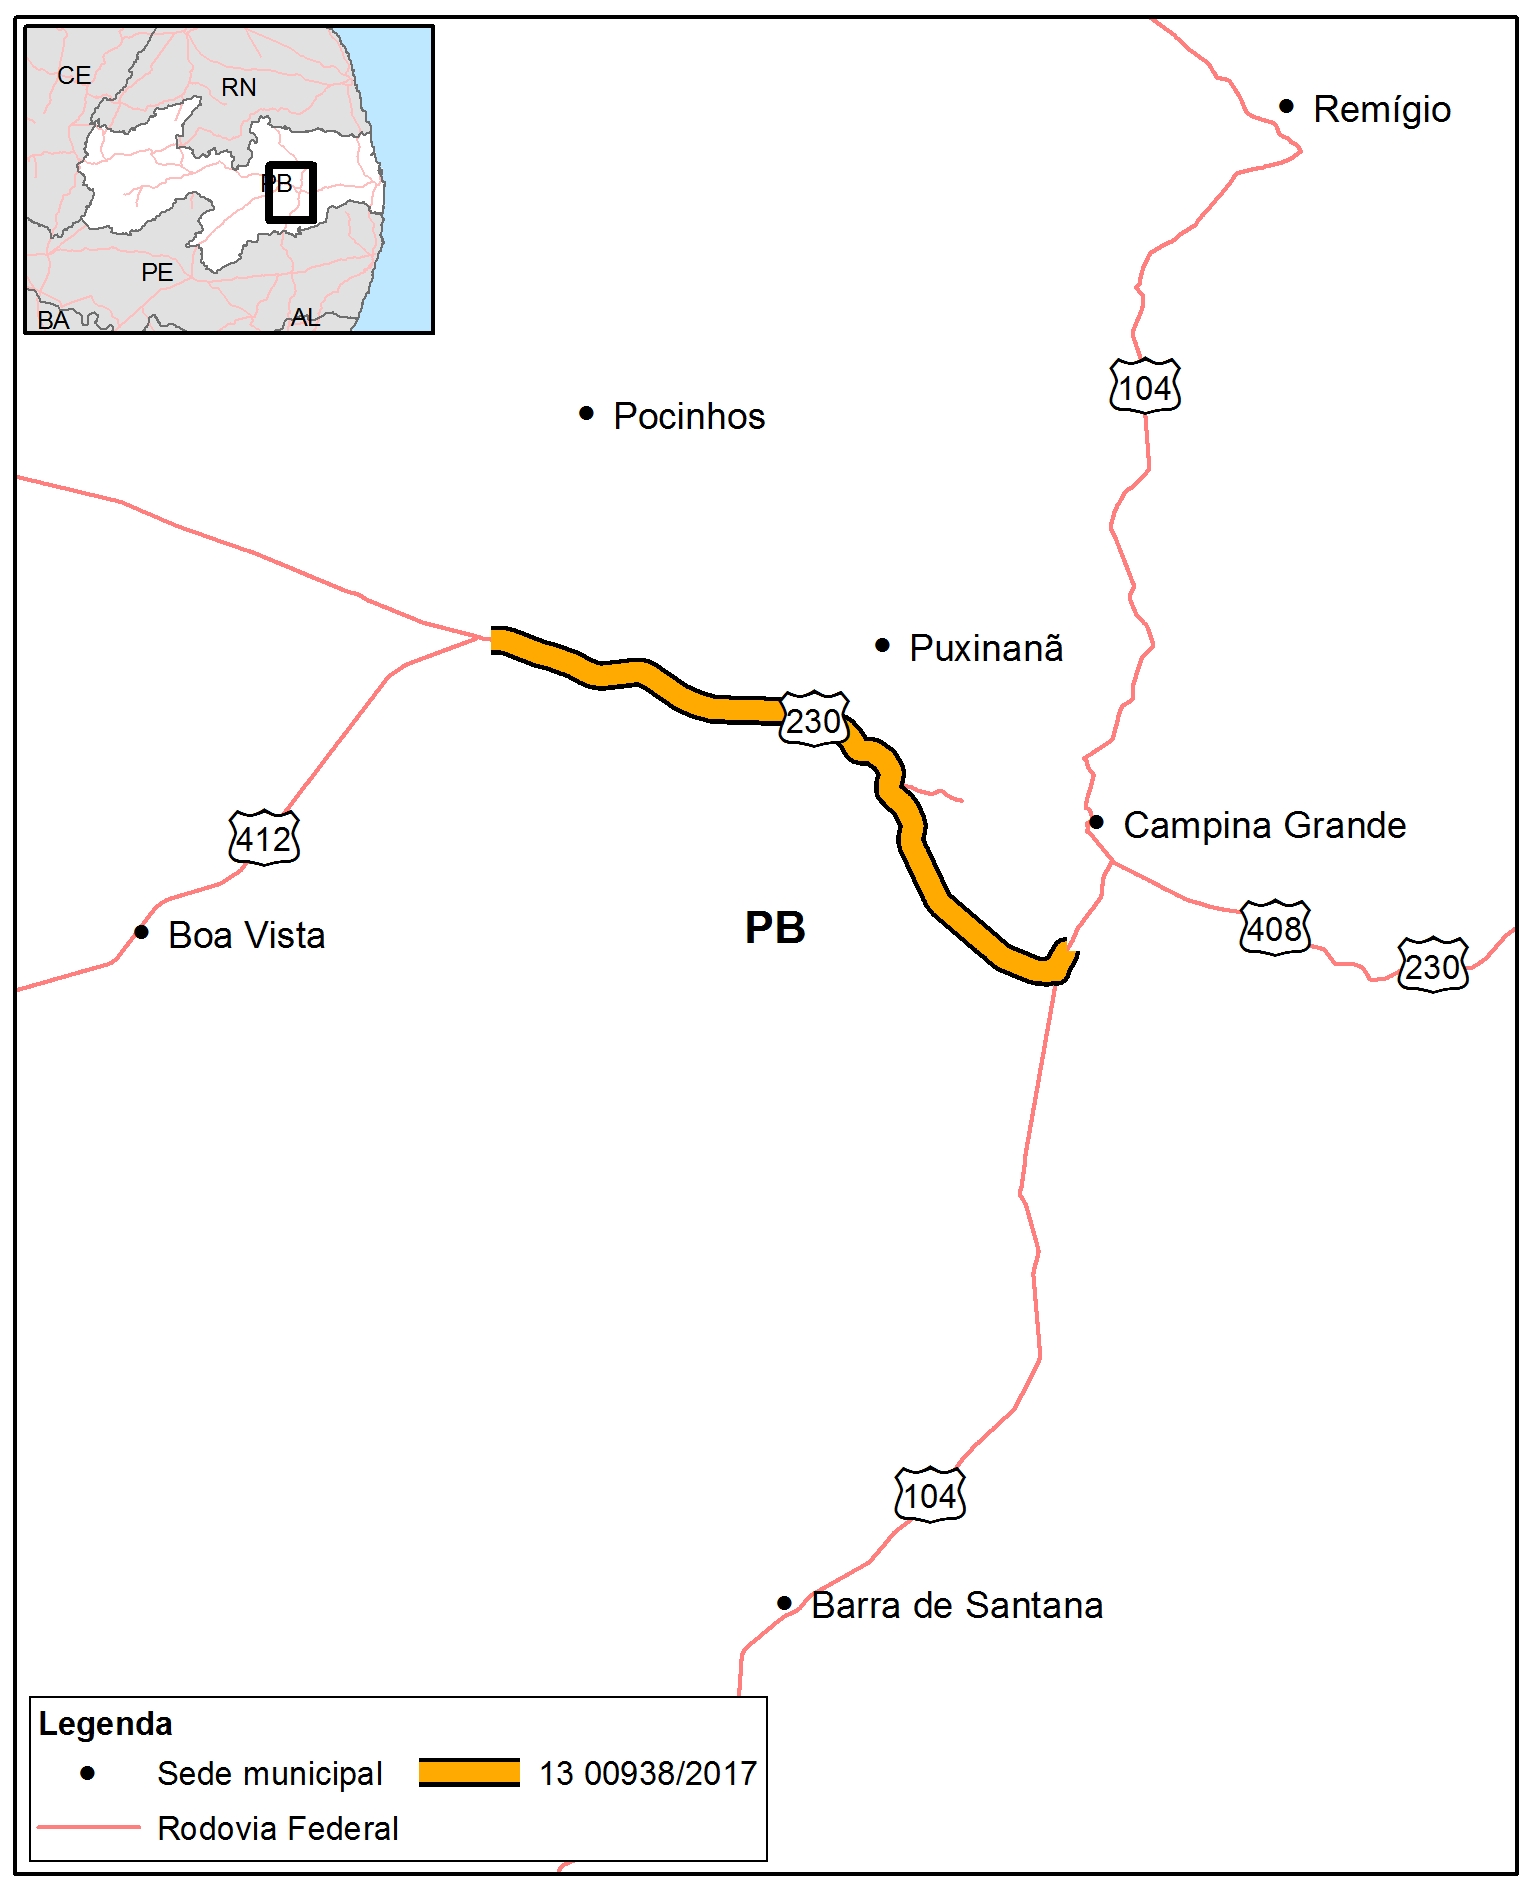 CE
RN
PB
PE
BA
AL
Remígio
104
Pocinhos
Puxinanã
230
412
Campina Grande
Boa Vista
PB
408
230
104
Barra de Santana
Legenda
Sede municipal
13 00938/2017
Rodovia Federal